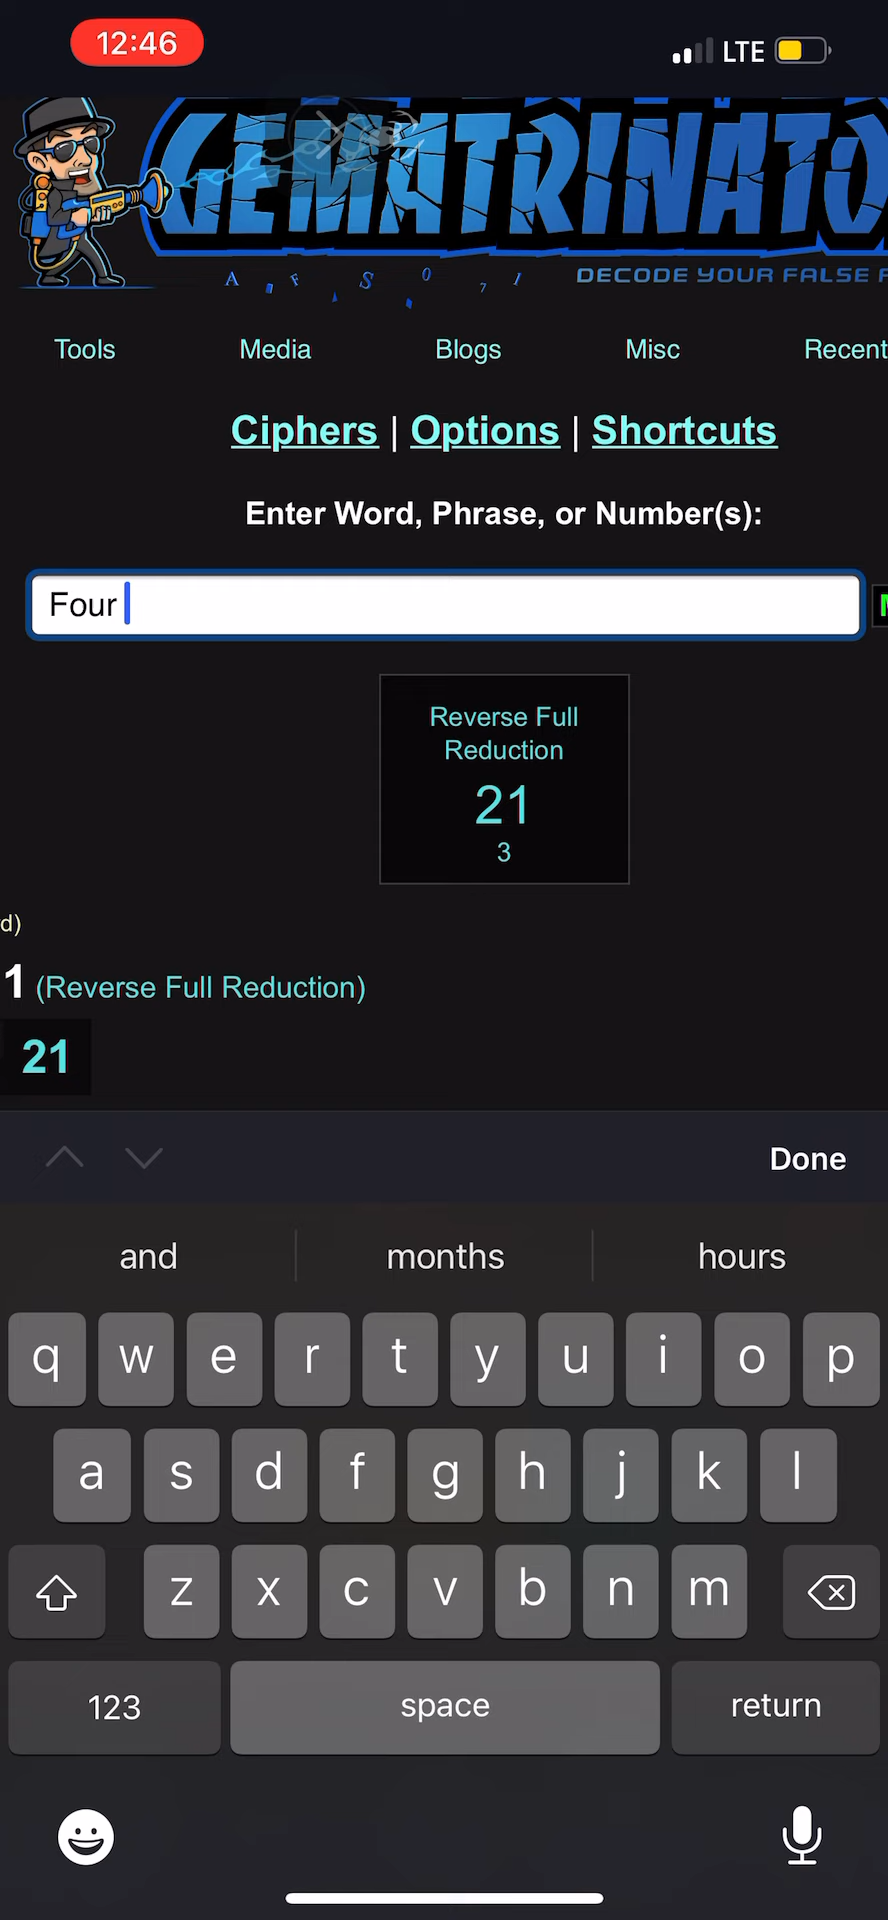 12:46
LTE
GEMATRINATO
A F S O 7 I
DECODE YOUR FALSE
Tools Media Blogs Misc Recent
Ciphers | Options | Shortcuts
Enter Word, Phrase, or Number(s):
Four
Reverse Full
Reduction
21
3
d)
1 (Reverse Full Reduction)
21
Done
and months hours
q w e r t y u i o p
a s d f g h j k l
z x c v b n m
123 space return